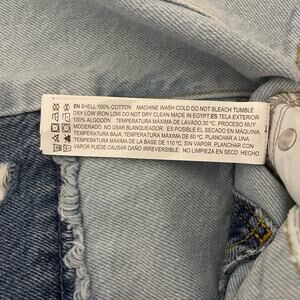 EN SHELL 100% COTTON MACHINE WASH COLD DO NOT BLEACH TUMBLE
DRY LOW IRON LOW DO NOT DRY CLEAN MADE IN EGYPT ES TELA EXTERIOR
100% ALGODÓN TEMPERATURA MÁXIMA DE LAVADO 30 ºC. PROCESO
MODERADO. NO USAR BLANQUEADOR. ES POSIBLE EL SECADO EN MÁQUINA.
TEMPERATURA BAJA, TEMPERATURA MÁXIMA DE 60 ºC. PLANCHAR A UNA
TEMPERATURA MÁXIMA DE LA BASE DE 110 ºC, SIN VAPOR. PLANCHAR CON
VAPOR PUEDE CAUSAR DAÑO IRREVERSIBLE. NO LIMPIEZA EN SECO. HECHO